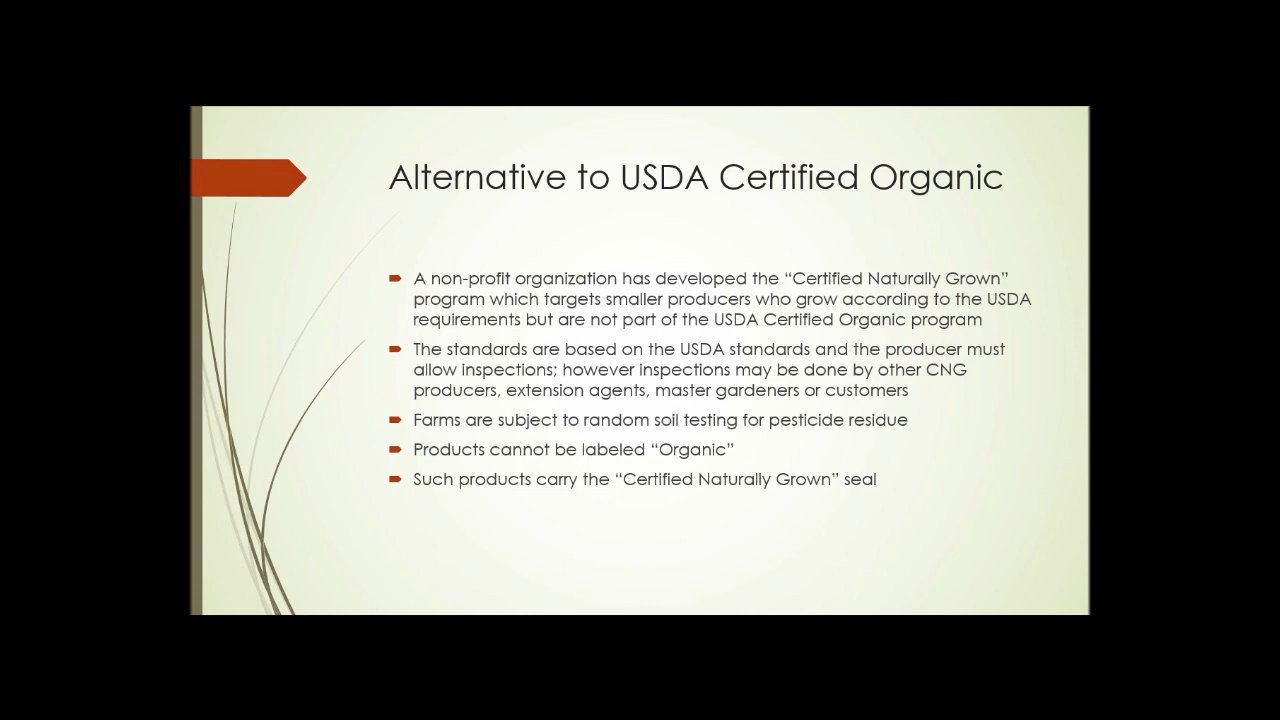 Alternative to USDA Certified Organic
A non-profit organization has developed the “Certified Naturally Grown”
program which targets smaller producers who grow according to the USDA
requirements but are not part of the USDA Certified Organic program
The standards are based on the USDA standards and the producer must
allow inspections; however inspections may be done by other CNG
producers, extension agents, master gardeners or customers
Farms are subject to random soil testing for pesticide residue
Products cannot be labeled “Organic”
Such products carry the “Certified Naturally Grown” seal